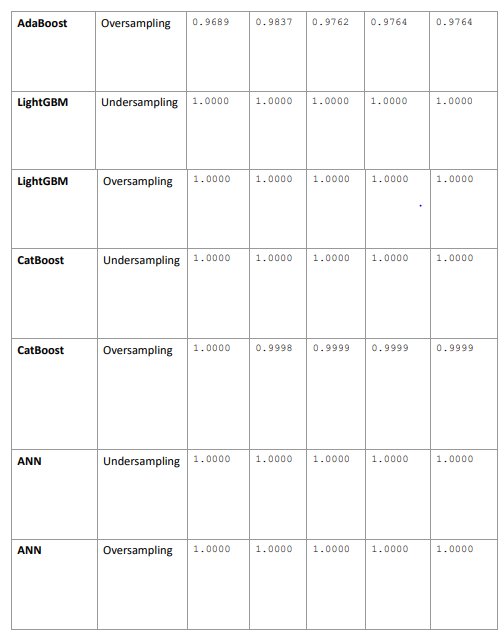 AdaBoost Oversampling 0.9689 0.9837 0.9762 0.9764 0.9764
LightGBM Undersampling 1.0000 1.0000 1.0000 1.0000 1.0000
LightGBM Oversampling 1.0000 1.0000 1.0000 1.0000 1.0000
CatBoost Undersampling 1.0000 1.0000 1.0000 1.0000 1.0000
CatBoost Oversampling 1.0000 0.9998 0.9999 0.9999 0.9999
ANN Undersampling 1.0000 1.0000 1.0000 1.0000 1.0000
ANN Oversampling 1.0000 1.0000 1.0000 1.0000 1.0000